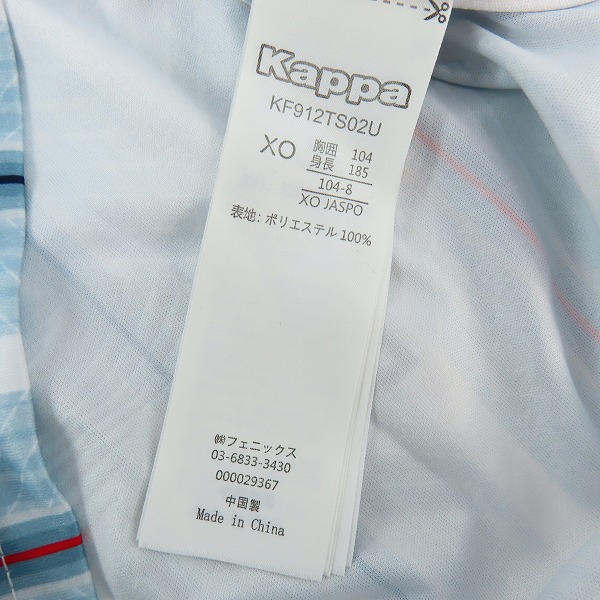 Kappa
KF912TS02U
XO 胸囲 104
身長 185
104-8
XO JASPO
表地: ポリエステル 100%
㈱フェニックス
03-6833-3430
000029367
中国製
Made in China